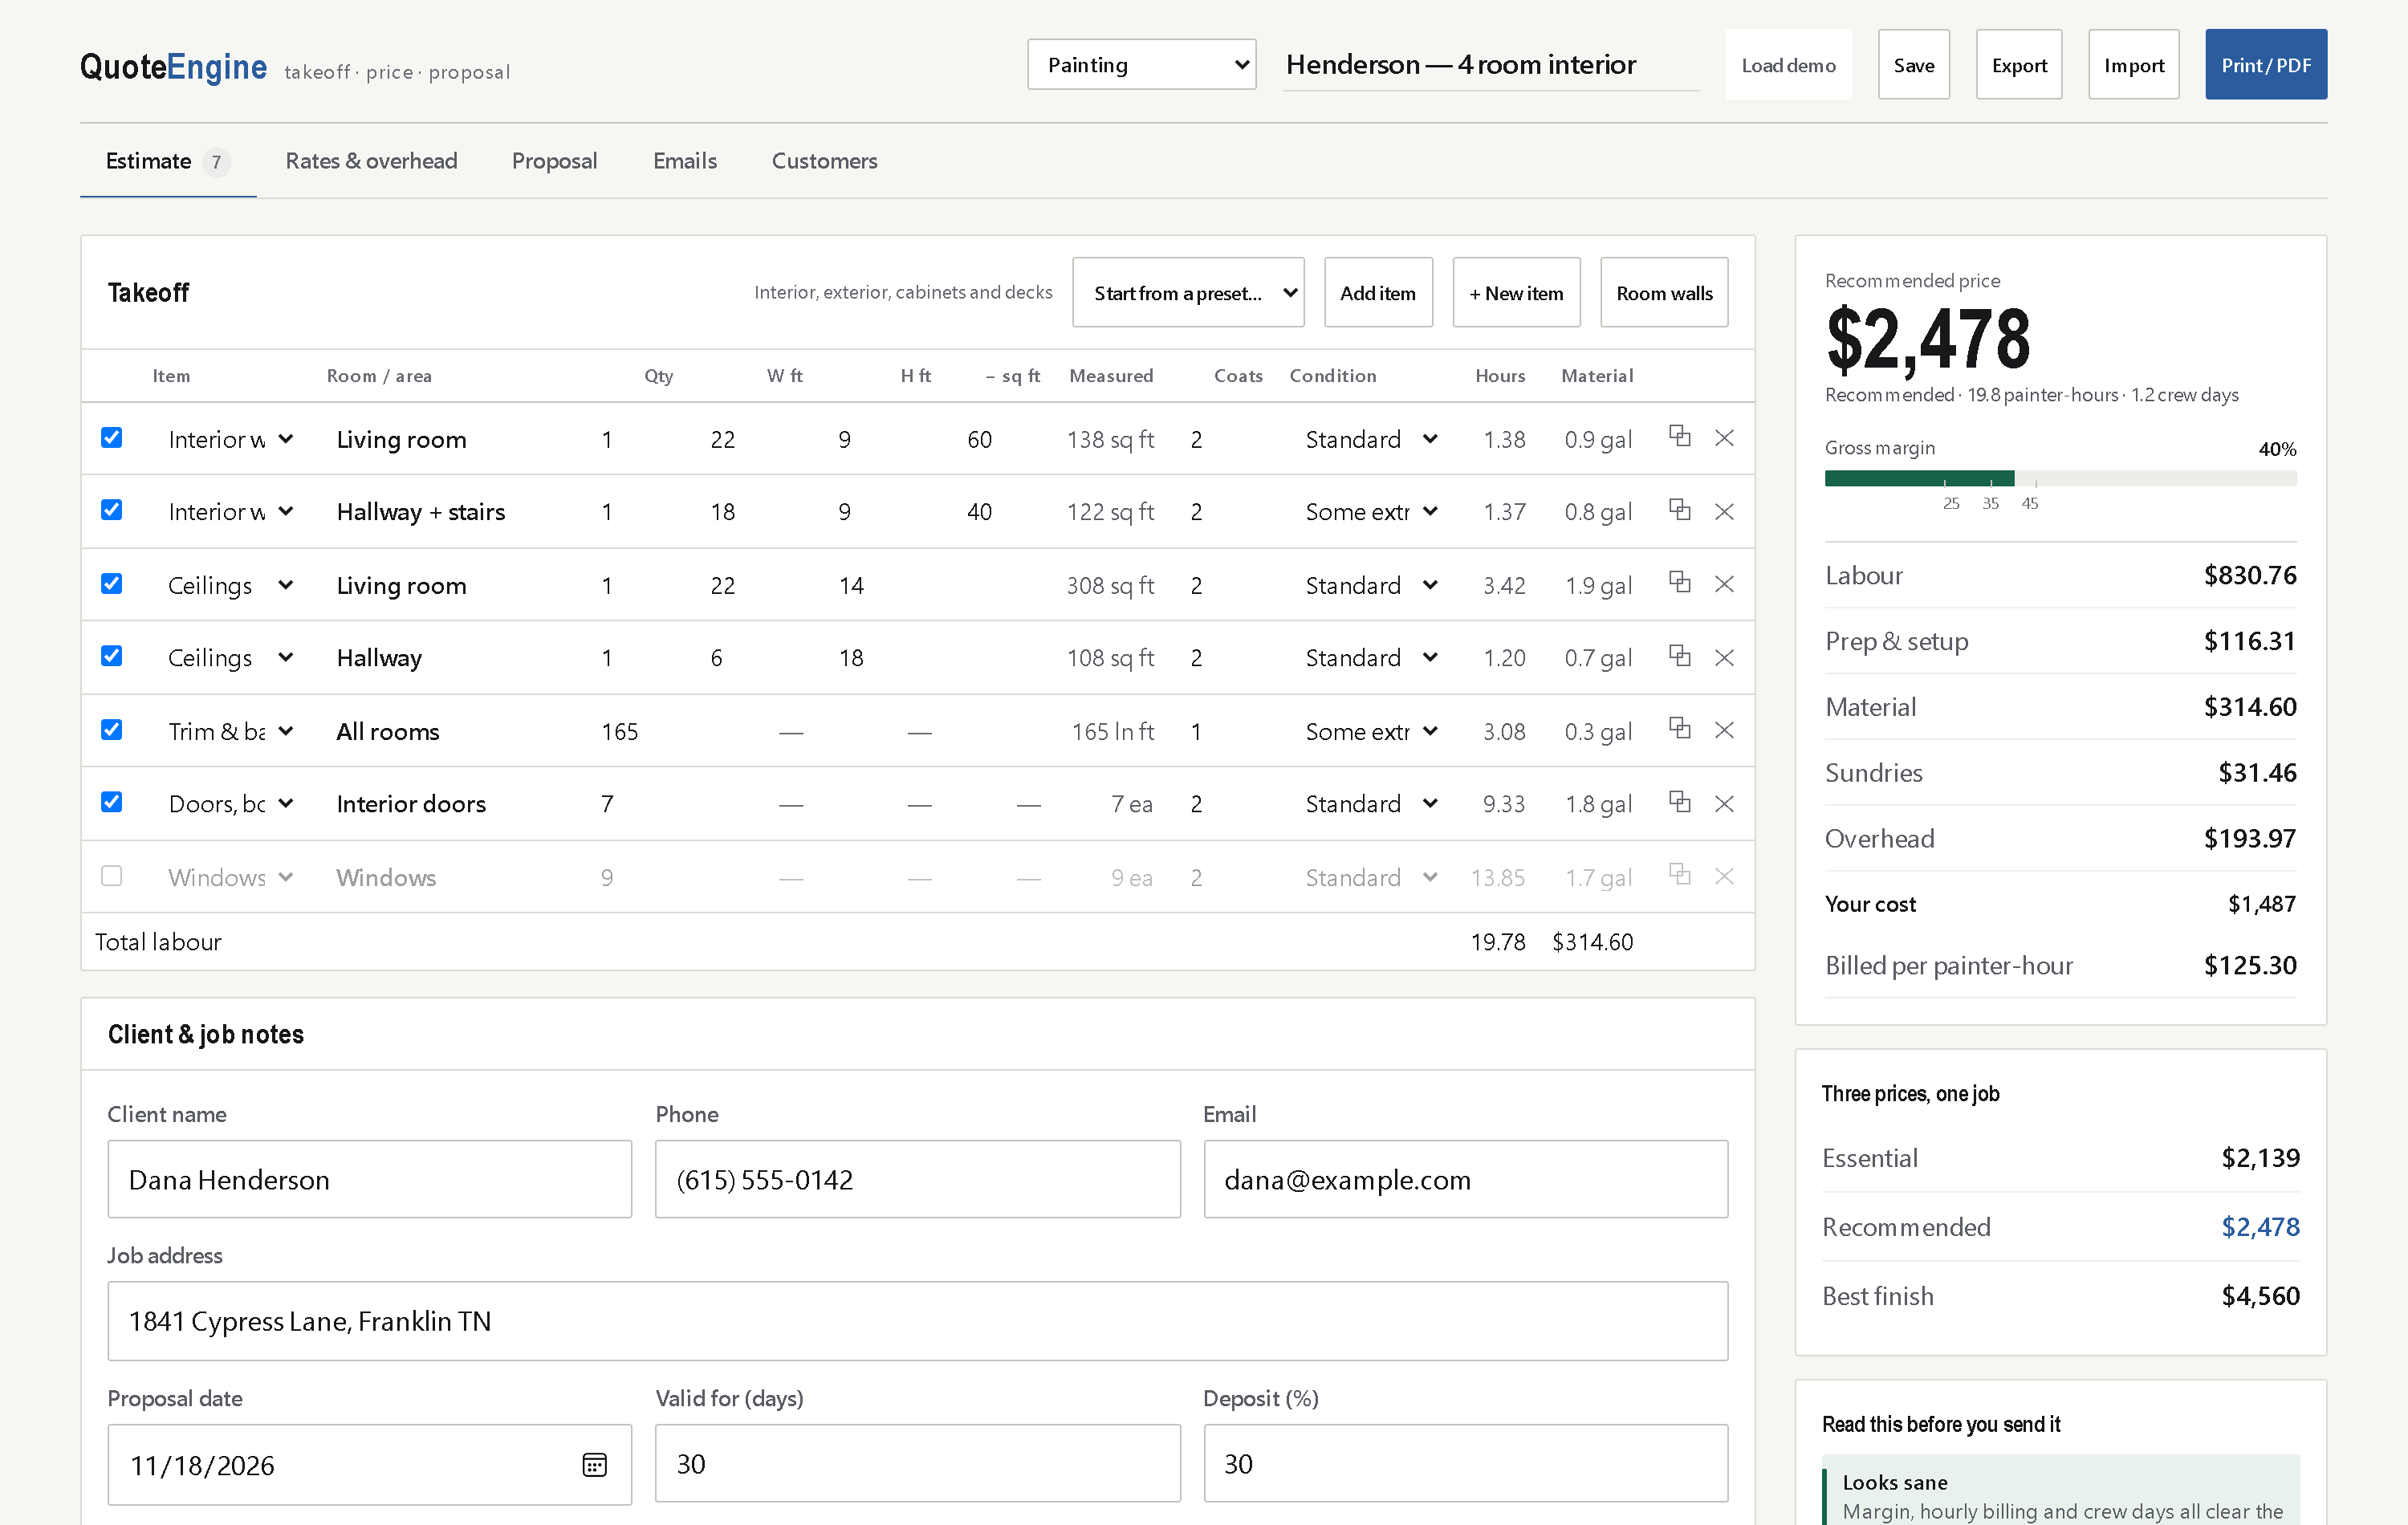 QuoteEngine takeoff · price · proposal Painting Henderson — 4 room interior Load demo Save Export Import Print / PDF
Estimate 7 Rates & overhead Proposal Emails Customers
Takeoff Interior, exterior, cabinets and decks Start from a preset... Add item + New item Room walls
Item Room / area Qty W ft H ft − sq ft Measured Coats Condition Hours Material
Interior w Living room 1 22 9 60 138 sq ft 2 Standard 1.38 0.9 gal
Interior w Hallway + stairs 1 18 9 40 122 sq ft 2 Some extr 1.37 0.8 gal
Ceilings Living room 1 22 14 308 sq ft 2 Standard 3.42 1.9 gal
Ceilings Hallway 1 6 18 108 sq ft 2 Standard 1.20 0.7 gal
Trim & ba All rooms 165 — — 165 ln ft 1 Some extr 3.08 0.3 gal
Doors, bc Interior doors 7 — — — 7 ea 2 Standard 9.33 1.8 gal
Windows Windows 9 — — — 9 ea 2 Standard 13.85 1.7 gal
Total labour 19.78 $314.60
Client & job notes
Client name Phone Email
Dana Henderson (615) 555-0142 dana@example.com
Job address
1841 Cypress Lane, Franklin TN
Proposal date Valid for (days) Deposit (%)
11/18/2026 30 30
Recommended price
$2,478
Recommended · 19.8 painter-hours · 1.2 crew days
Gross margin 40%
25 35 45
Labour $830.76
Prep & setup $116.31
Material $314.60
Sundries $31.46
Overhead $193.97
Your cost $1,487
Billed per painter-hour $125.30
Three prices, one job
Essential $2,139
Recommended $2,478
Best finish $4,560
Read this before you send it
Looks sane
Margin, hourly billing and crew days all clear the